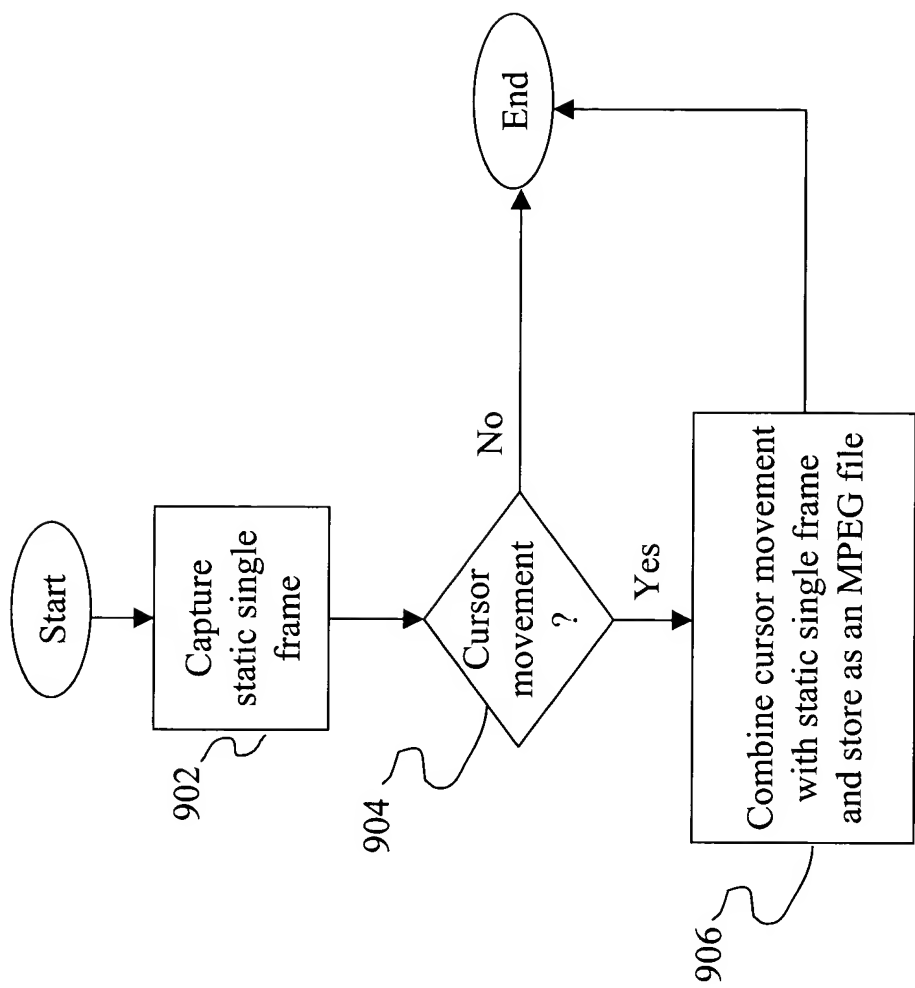 Start
Capture
static single
frame
902
Cursor
movement
?
904
No
End
Yes
Combine cursor movement
with static single frame
and store as an MPEG file
906